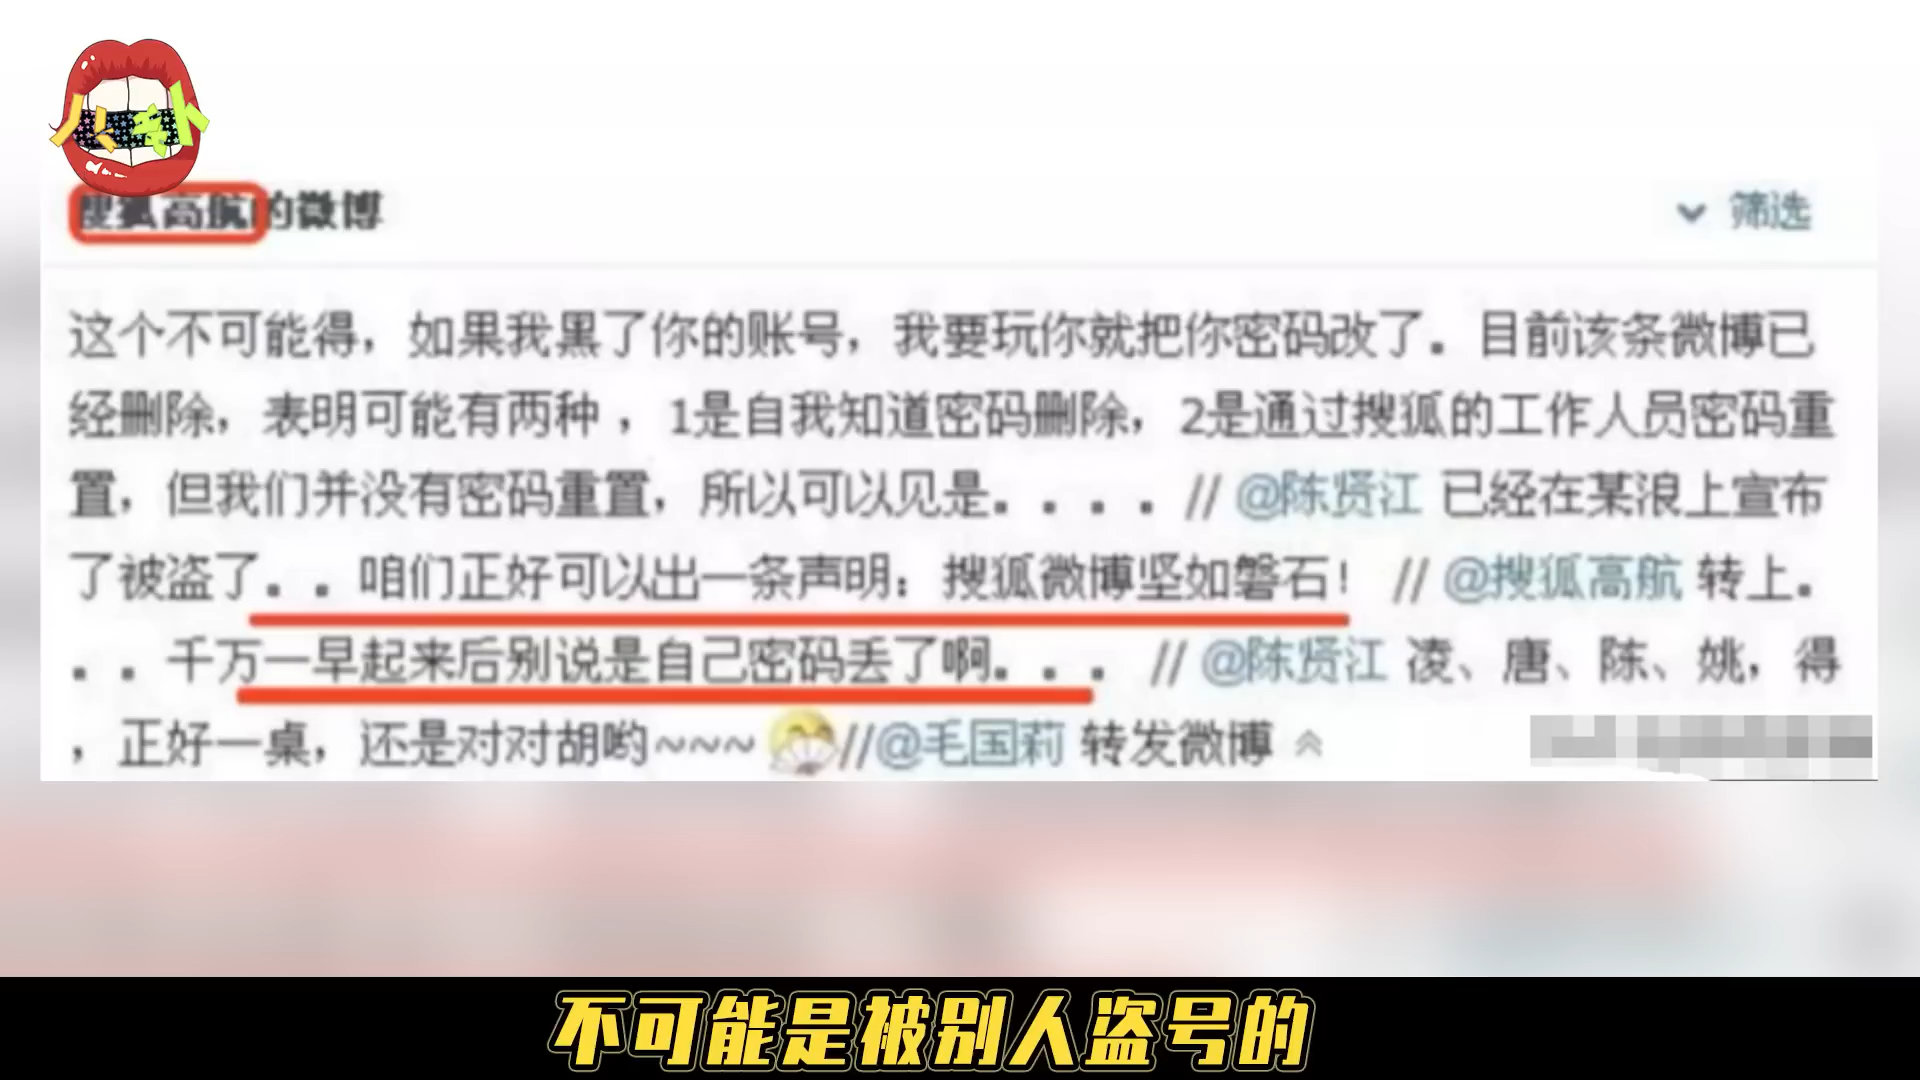 八卦
搜狐高航的微博
筛选
这个不可能得，如果我黑了你的账号，我要玩你就把你密码改了。目前该条微博已
经删除，表明可能有两种，1是自我知道密码删除，2是通过搜狐的工作人员密码重
置，但我们并没有密码重置，所以可以见是。。。。// @陈贤江 已经在某浪上宣布
了被盗了。。咱们正好可以出一条声明：搜狐微博坚如磐石！ // @搜狐高航 转上。
。。千万一早起来后别说是自己密码丢了啊。。。 // @陈贤江 凌、唐、陈、姚，得
，正好一桌，还是对对胡哟~~~ //@毛国莉 转发微博
不可能是被别人盗号的